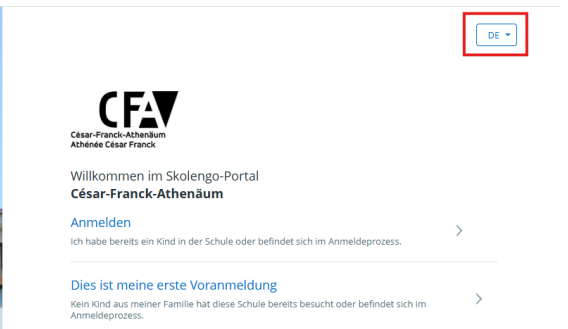 DE
CFA
César-Franck-Athenäum
Athénée César Franck
Willkommen im Skolengo-Portal
César-Franck-Athenäum
Anmelden
Ich habe bereits ein Kind in der Schule oder befindet sich im Anmeldeprozess.
Dies ist meine erste Voranmeldung
Kein Kind aus meiner Familie hat diese Schule bereits besucht oder befindet sich im
Anmeldeprozess.